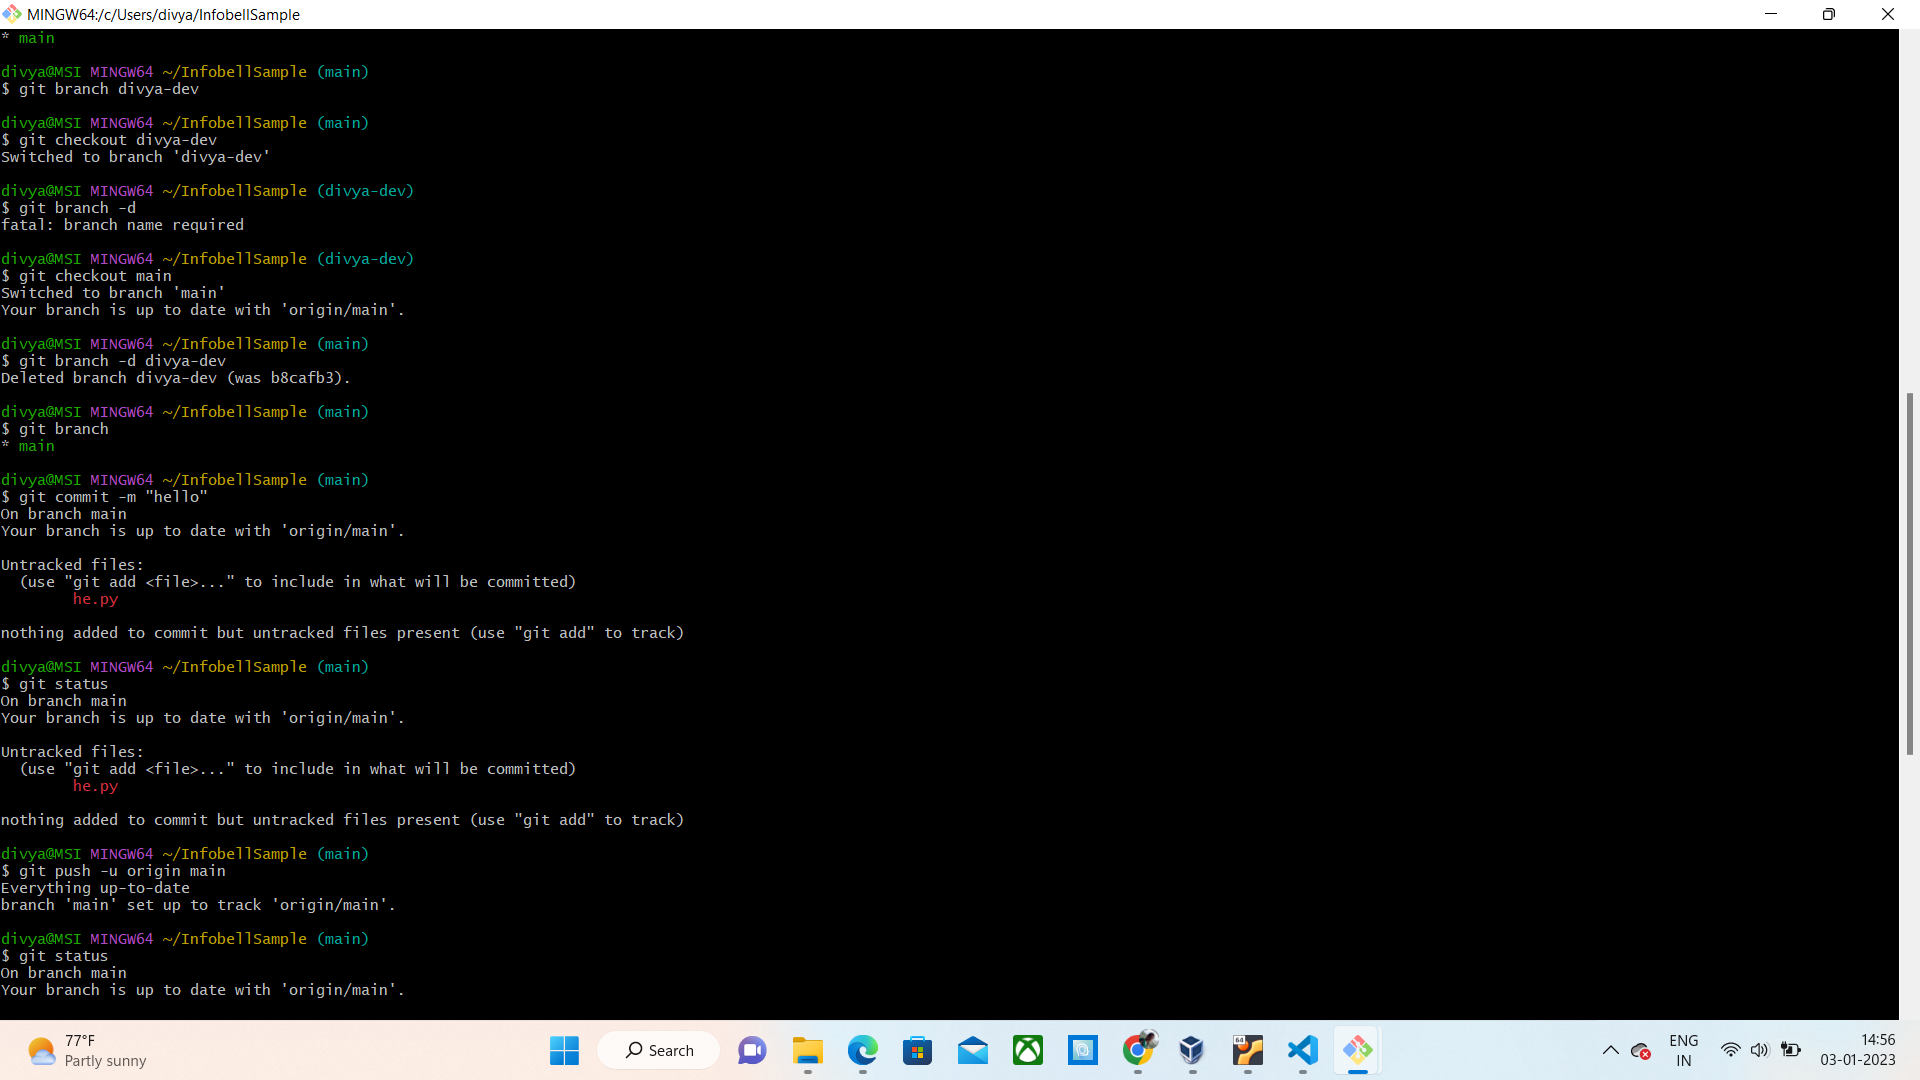 MINGW64:/c/Users/divya/InfobellSample
* main
divya@MSI MINGW64 ~/InfobellSample (main)
$ git branch divya-dev
divya@MSI MINGW64 ~/InfobellSample (main)
$ git checkout divya-dev
Switched to branch 'divya-dev'
divya@MSI MINGW64 ~/InfobellSample (divya-dev)
$ git branch -d
fatal: branch name required
divya@MSI MINGW64 ~/InfobellSample (divya-dev)
$ git checkout main
Switched to branch 'main'
Your branch is up to date with 'origin/main'.
divya@MSI MINGW64 ~/InfobellSample (main)
$ git branch -d divya-dev
Deleted branch divya-dev (was b8cafb3).
divya@MSI MINGW64 ~/InfobellSample (main)
$ git branch
* main
divya@MSI MINGW64 ~/InfobellSample (main)
$ git commit -m "hello"
On branch main
Your branch is up to date with 'origin/main'.
Untracked files:
(use "git add <file>..." to include in what will be committed)
he.py
nothing added to commit but untracked files present (use "git add" to track)
divya@MSI MINGW64 ~/InfobellSample (main)
$ git status
On branch main
Your branch is up to date with 'origin/main'.
Untracked files:
(use "git add <file>..." to include in what will be committed)
he.py
nothing added to commit but untracked files present (use "git add" to track)
divya@MSI MINGW64 ~/InfobellSample (main)
$ git push -u origin main
Everything up-to-date
branch 'main' set up to track 'origin/main'.
divya@MSI MINGW64 ~/InfobellSample (main)
$ git status
On branch main
Your branch is up to date with 'origin/main'.
77°F
Partly sunny
Search
64
ENG
IN
14:56
03-01-2023